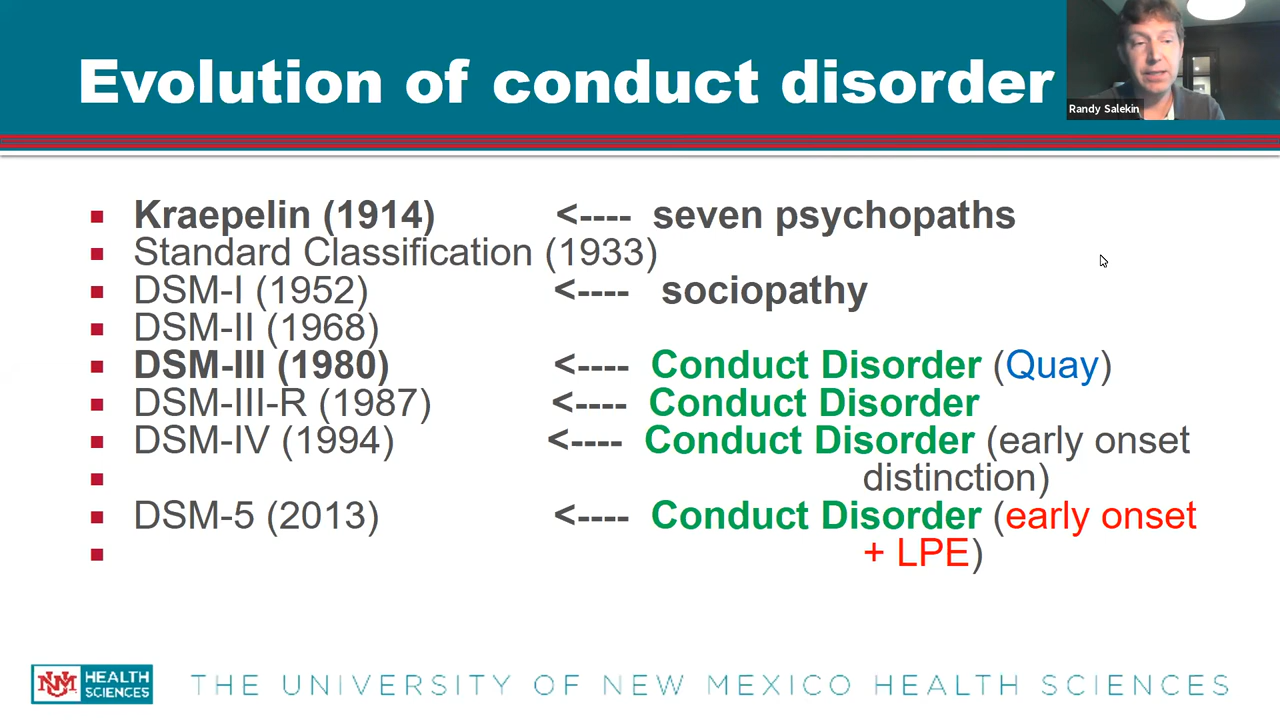 Evolution of conduct disorder
Randy Salekin
Kraepelin (1914) <---- seven psychopaths
Standard Classification (1933)
DSM-I (1952) <---- sociopathy
DSM-II (1968)
DSM-III (1980) <---- Conduct Disorder (Quay)
DSM-III-R (1987) <---- Conduct Disorder
DSM-IV (1994) <---- Conduct Disorder (early onset
distinction)
DSM-5 (2013) <---- Conduct Disorder (early onset
+ LPE)
UNM HEALTH
SCIENCES
THE UNIVERSITY OF NEW MEXICO HEALTH SCIENCES